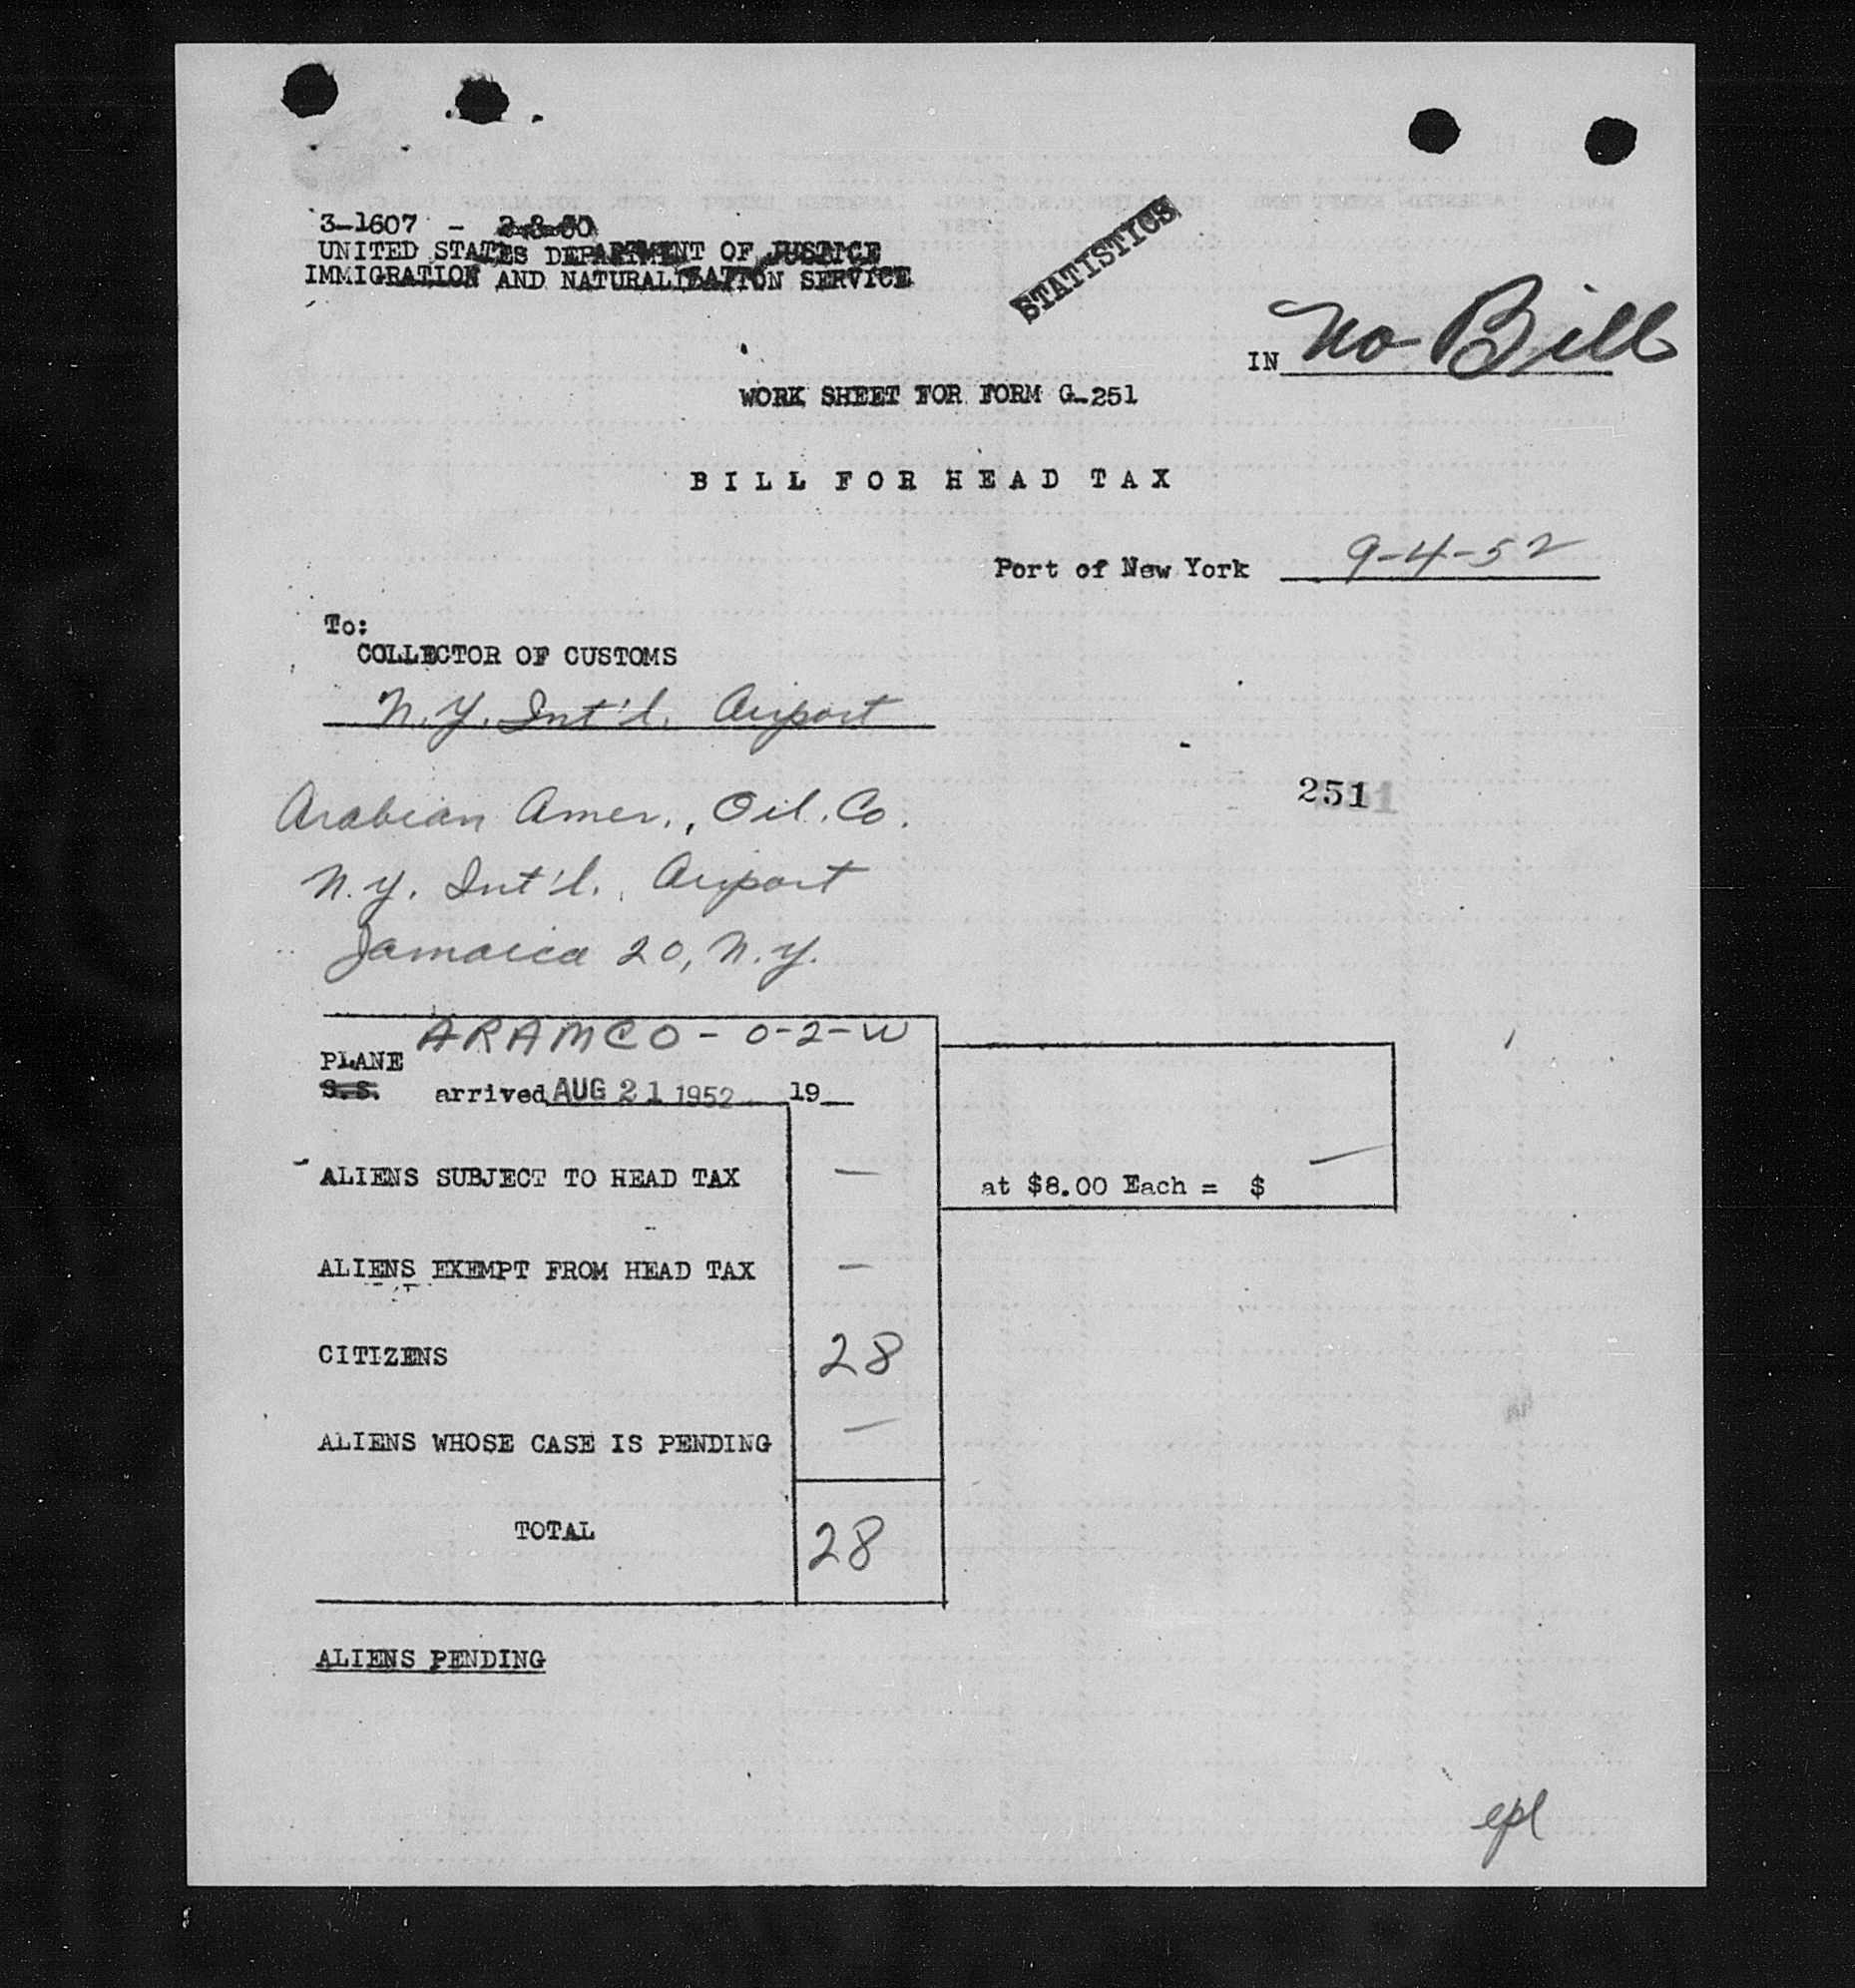 3-1607 - 2-8-50
UNITED STATES DEPARTMENT OF JUSTICE
IMMIGRATION AND NATURALIZATION SERVICE
STATISTICS
IN No Bill
WORK SHEET FOR FORM G-251
BILL FOR HEAD TAX
Port of New York 9-4-52
To:
COLLECTOR OF CUSTOMS
N.Y. Int'l. Airport
2511
Arabian Amer., Oil. Co.
N.Y. Int'l. Airport
Jamaica 20, N.Y.
ARAMCO - 0-2-W
PLANE
S.S. arrived AUG 21 1952 19
ALIENS SUBJECT TO HEAD TAX —
at $8.00 Each = $ —
ALIENS EXEMPT FROM HEAD TAX —
CITIZENS 28
ALIENS WHOSE CASE IS PENDING —
TOTAL 28
ALIENS PENDING
epl